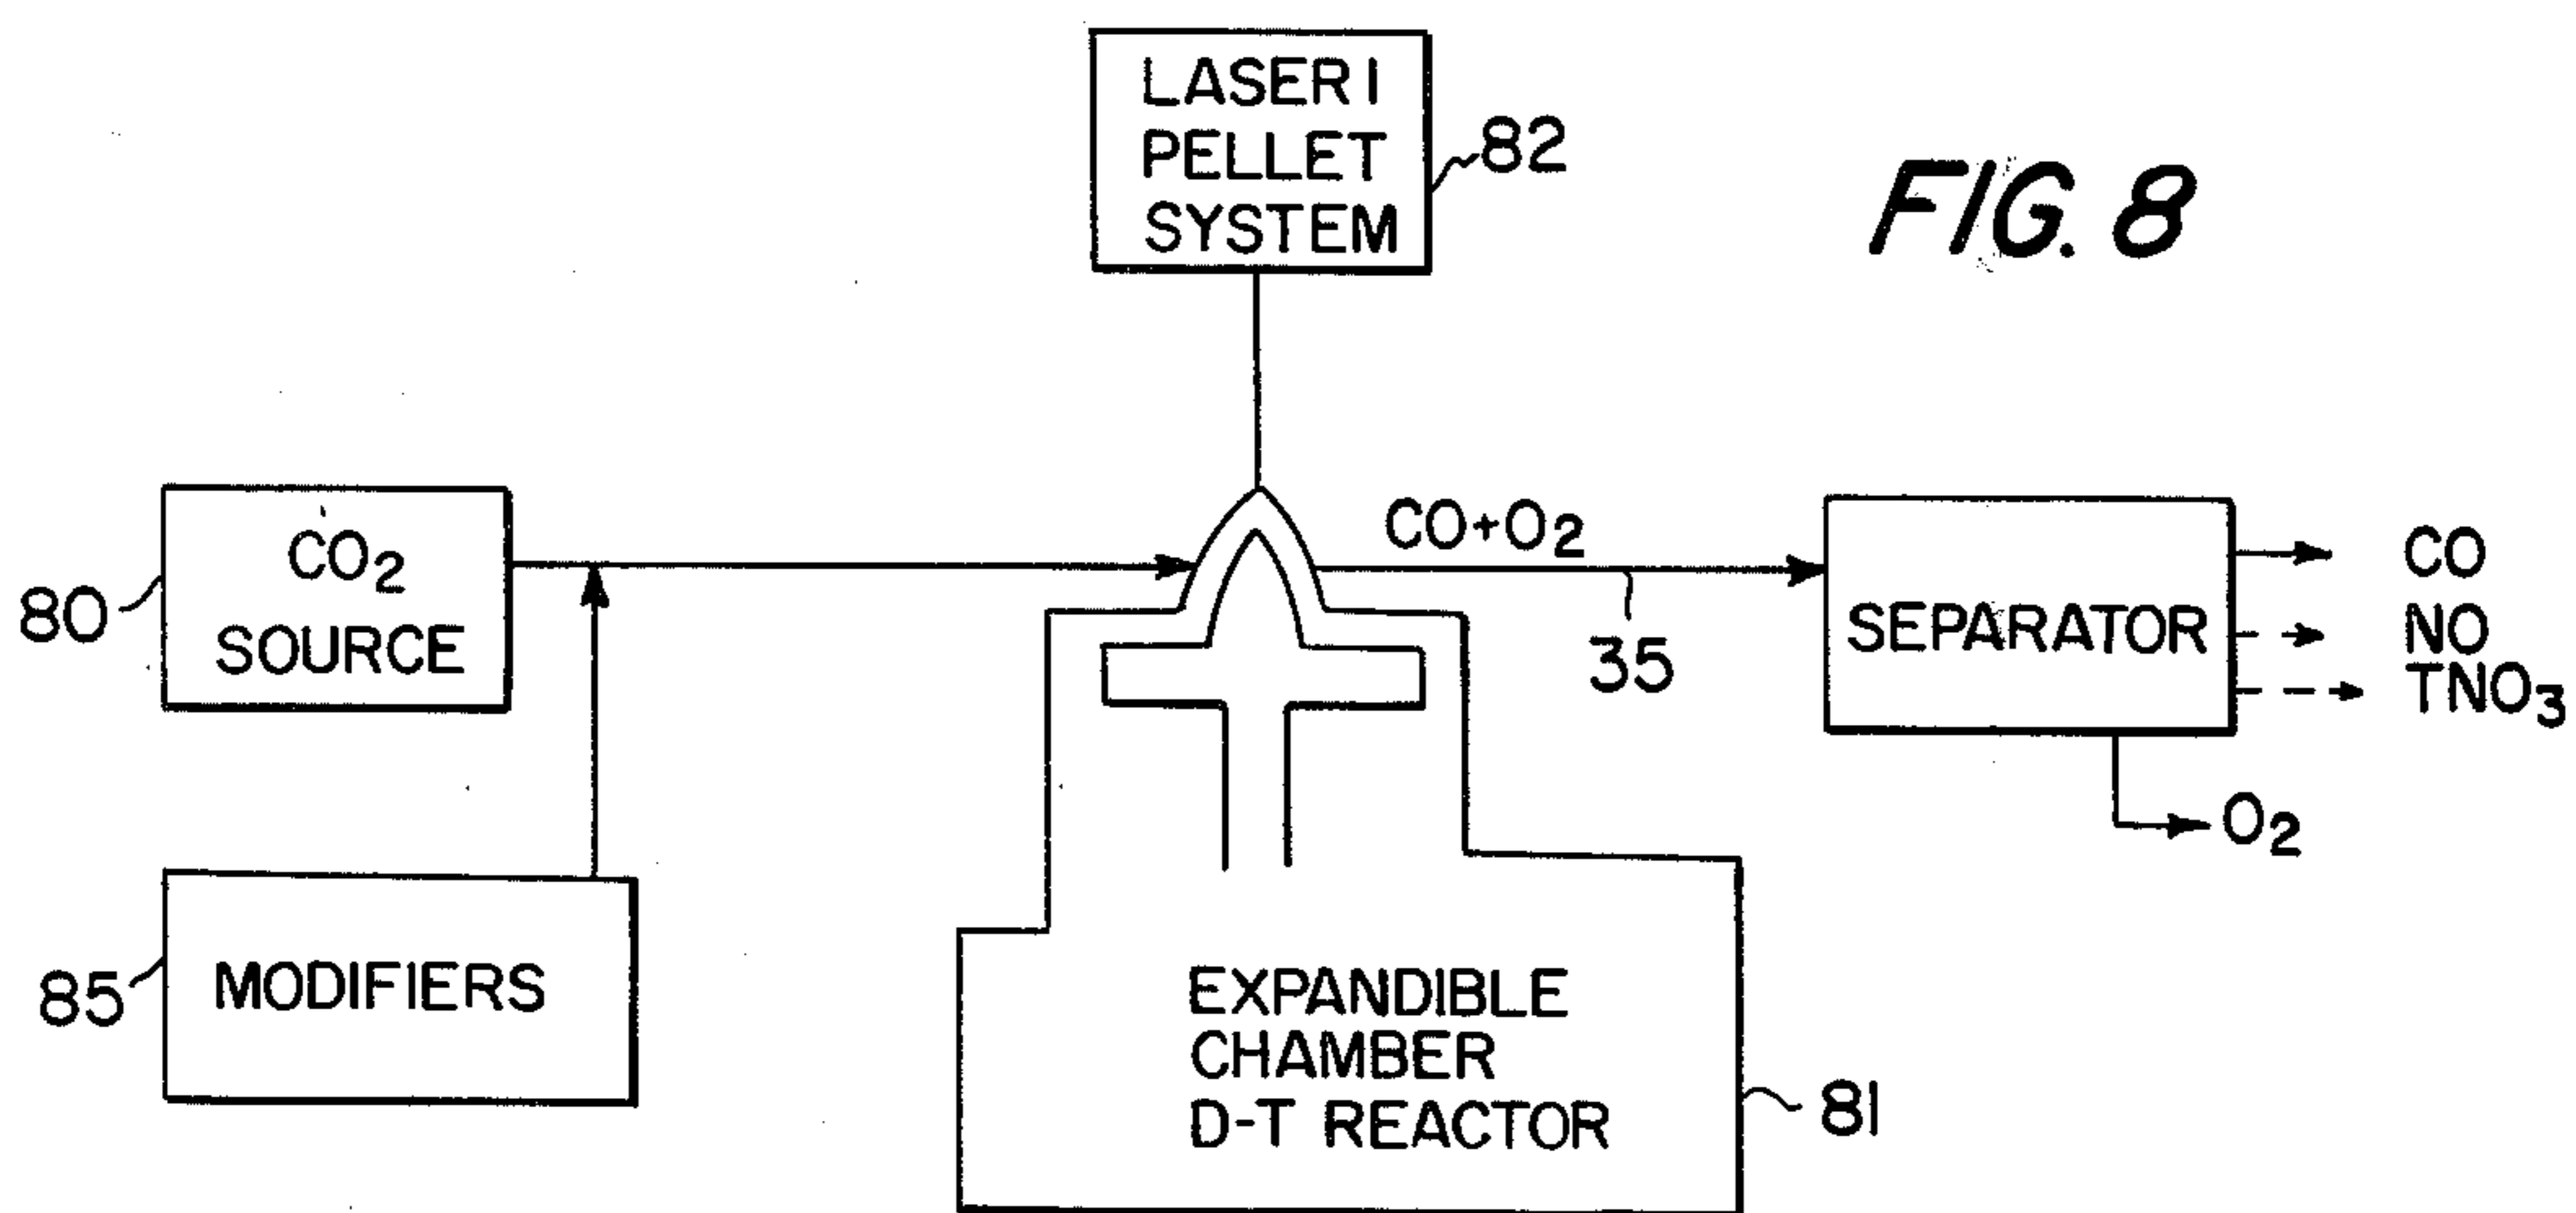 LASER I
PELLET
SYSTEM
82
FIG. 8
CO2
SOURCE
80
CO+O2
35
SEPARATOR
CO
NO
TNO3
O2
MODIFIERS
85
EXPANDIBLE
CHAMBER
D-T REACTOR
81